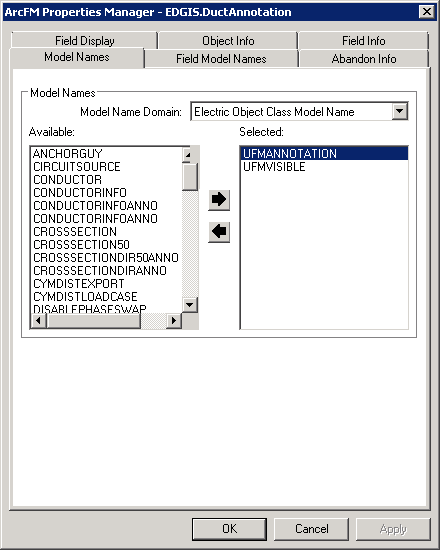 ArcFM Properties Manager - EDGIS.DuctAnnotation
Field Display Object Info Field Info
Model Names Field Model Names Abandon Info
Model Names
Model Name Domain: Electric Object Class Model Name
Available: Selected:
ANCHORGUY UFMANNOTATION
CIRCUITSOURCE UFMVISIBLE
CONDUCTOR
CONDUCTORINFO
CONDUCTORINFOANNO
CONDUCTORINFOANNO
CROSSSECTION
CROSSSECTION50
CROSSSECTIONDIR50ANNO
CROSSSECTIONDIRANNO
CYMDISTEXPORT
CYMDISTLOADCASE
DISABLEPHASESWAP
OK Cancel Apply